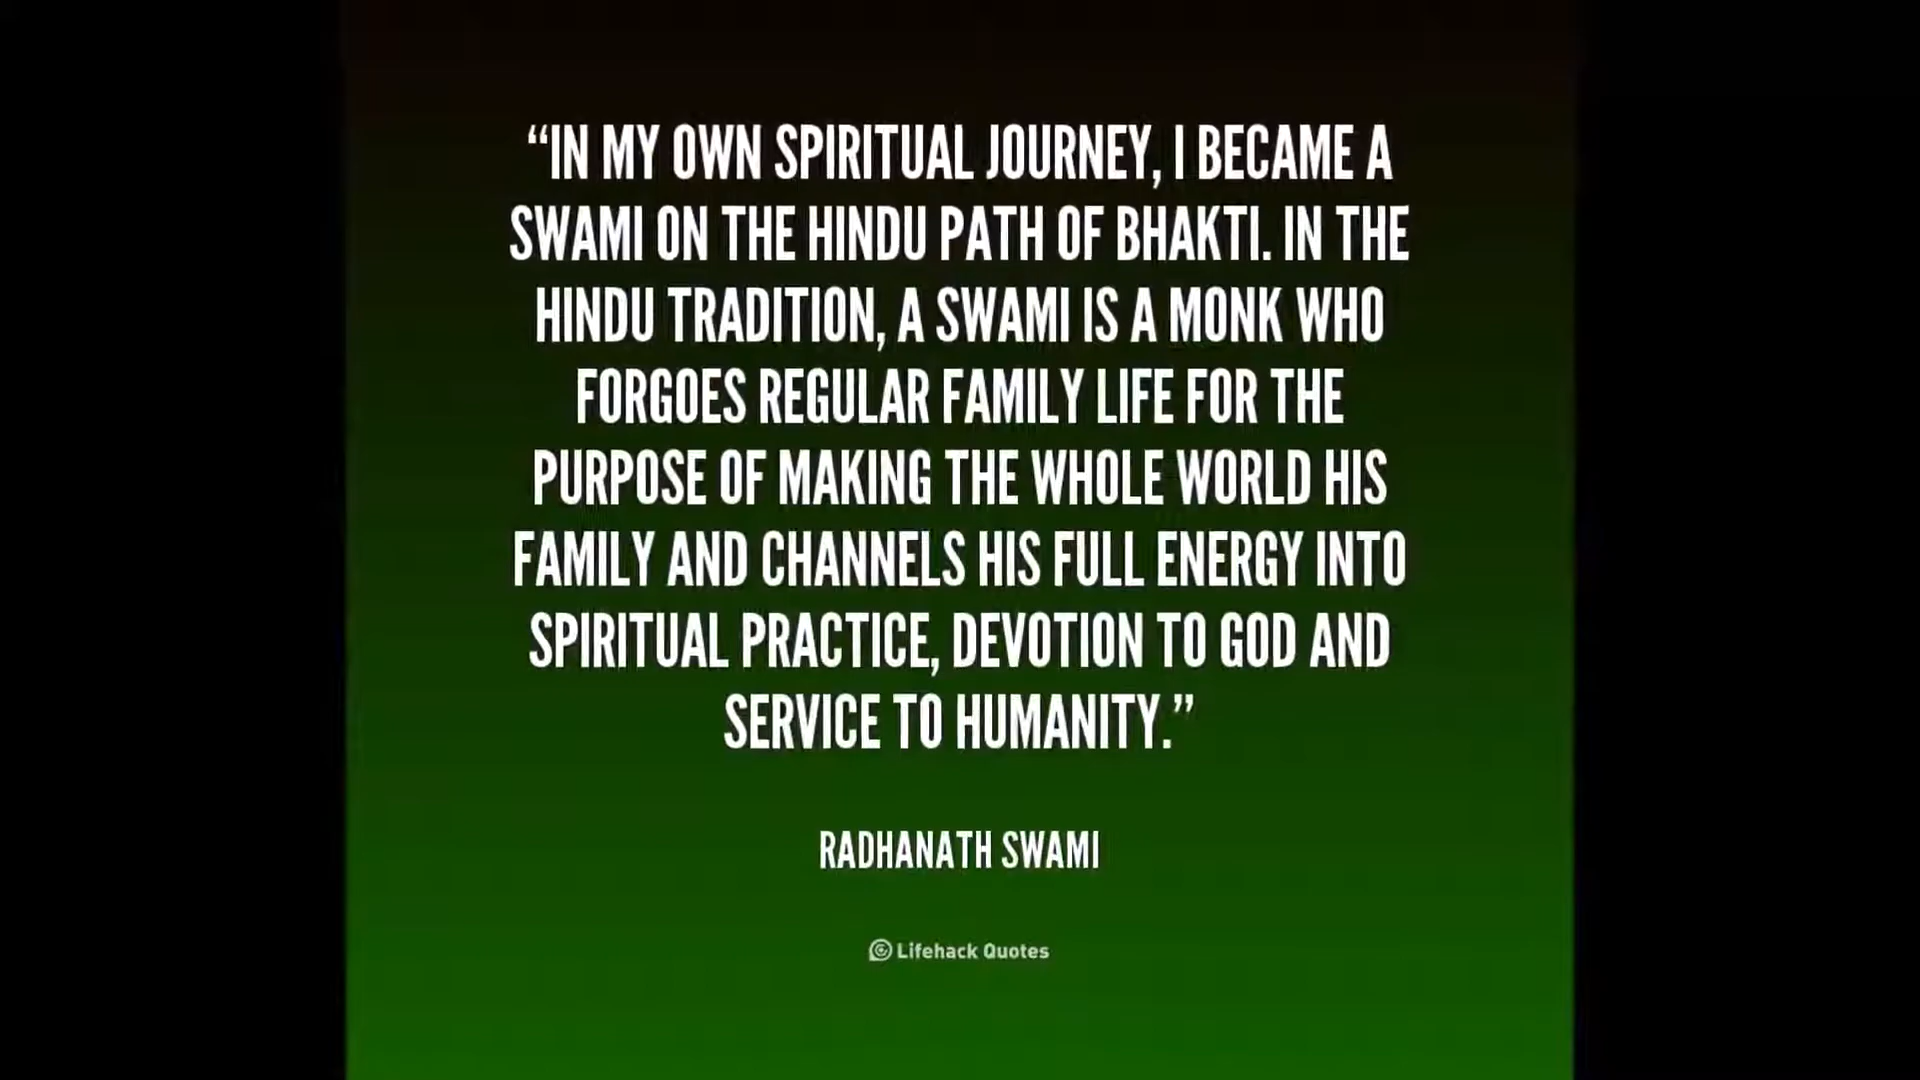 “IN MY OWN SPIRITUAL JOURNEY, I BECAME A
SWAMI ON THE HINDU PATH OF BHAKTI. IN THE
HINDU TRADITION, A SWAMI IS A MONK WHO
FORGOES REGULAR FAMILY LIFE FOR THE
PURPOSE OF MAKING THE WHOLE WORLD HIS
FAMILY AND CHANNELS HIS FULL ENERGY INTO
SPIRITUAL PRACTICE, DEVOTION TO GOD AND
SERVICE TO HUMANITY.”
RADHANATH SWAMI
Lifehack Quotes